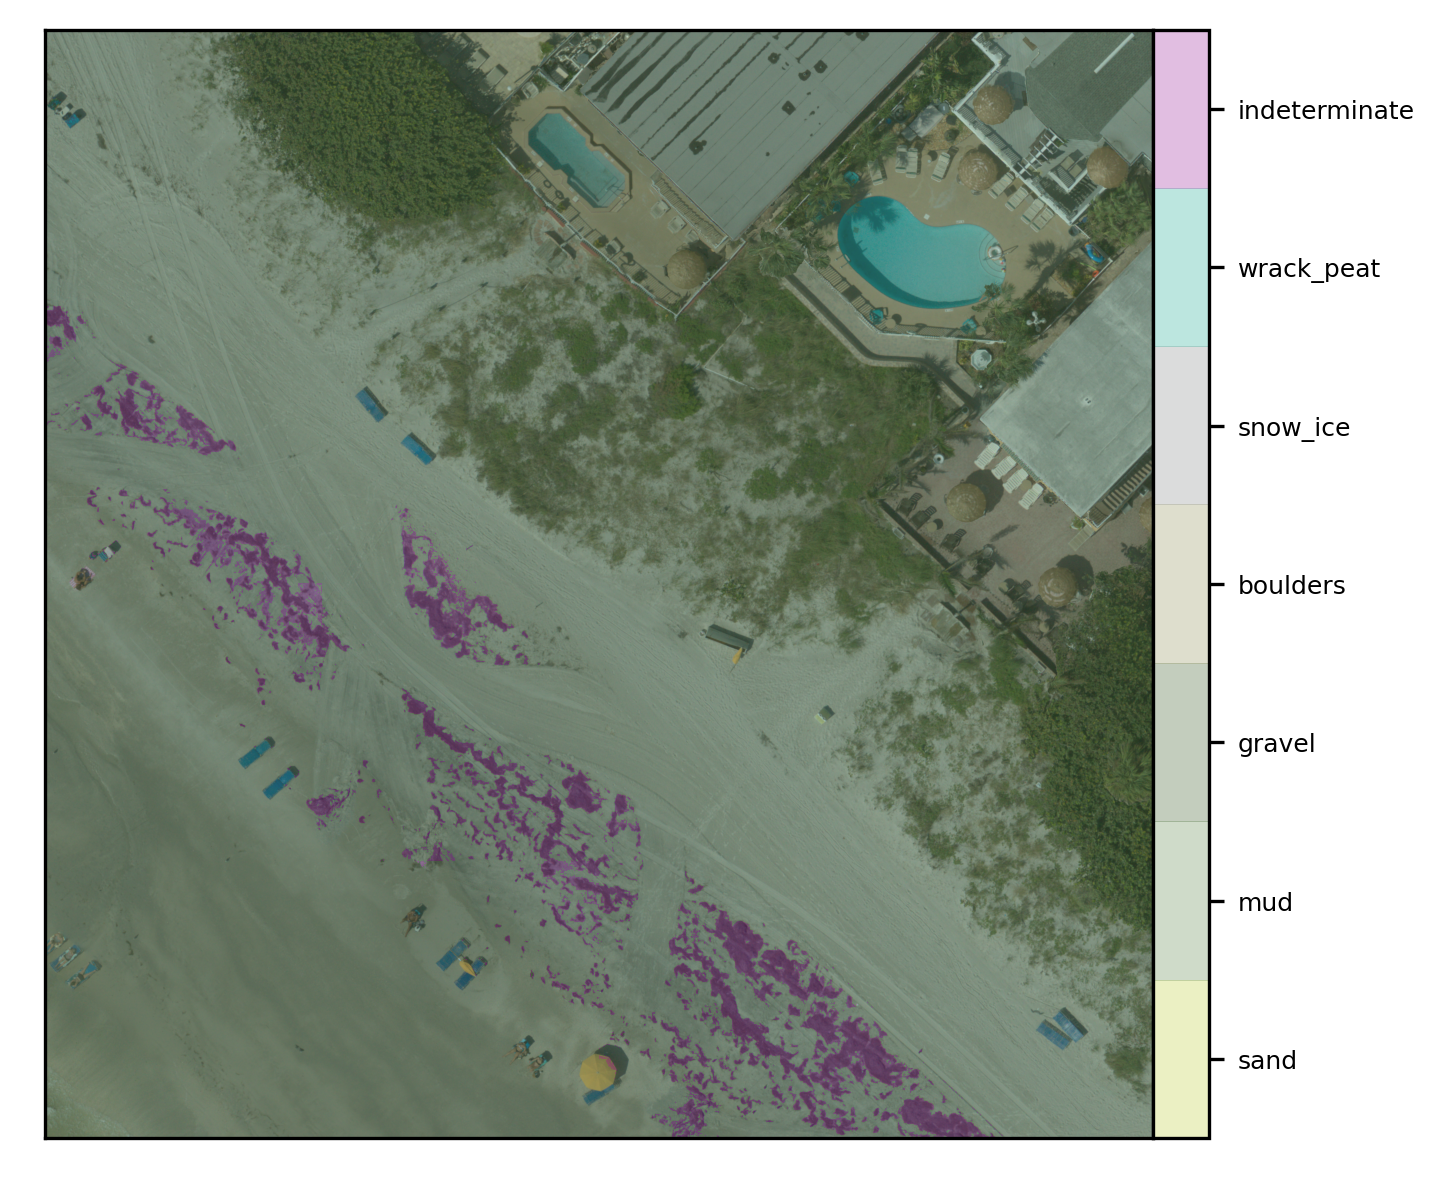 indeterminate
wrack_peat
snow_ice
boulders
gravel
mud
sand